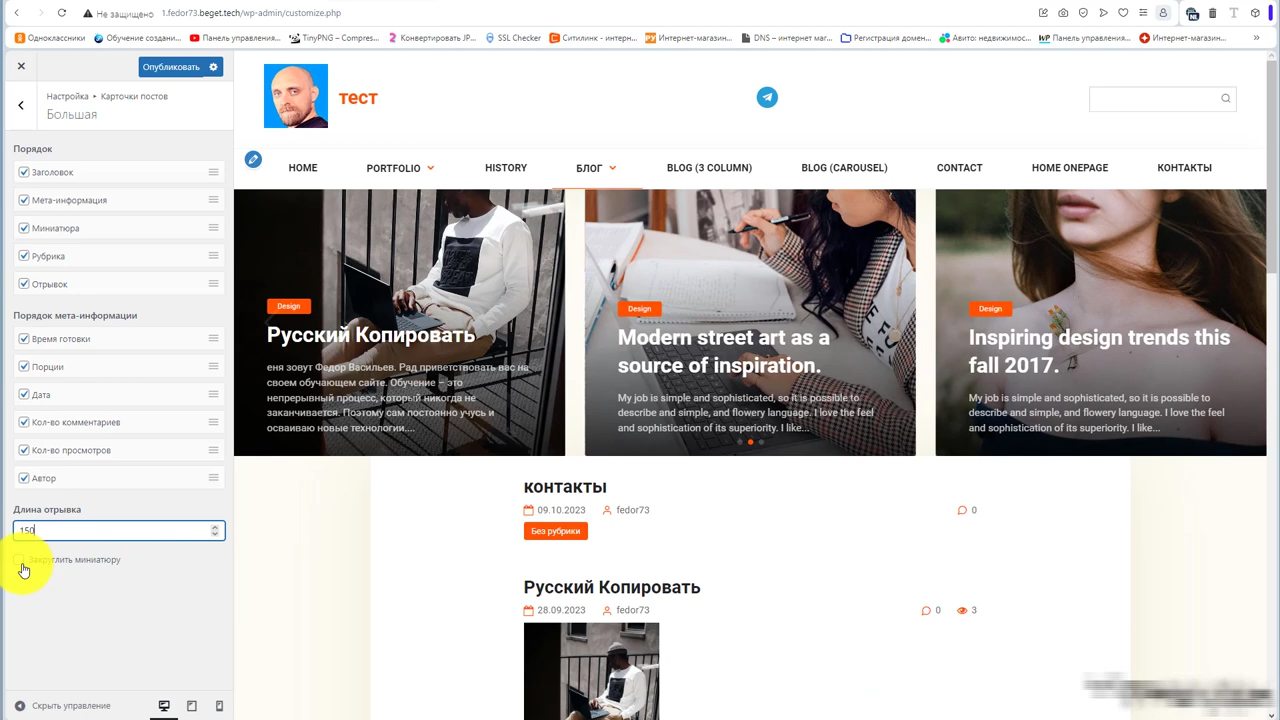 Не защищено 1.fedor73.beget.tech/wp-admin/customize.php
Одноклассники Обучение создани... Панель управления... TinyPNG – Compres... Конвертировать JP... SSL Checker Ситилинк - интерн... Интернет-магазин... DNS – интернет маг... Регистрация домен... Авито: недвижимос... Панель управления... Интернет-магазин...
Опубликовать
Настройка ▸ Карточки постов
Большая
Порядок
Заголовок
Мета-информация
Миниатюра
Рубрика
Отрывок
Порядок мета-информации
Время готовки
Порции
Дата
Кол-во комментариев
Кол-во просмотров
Автор
Длина отрывка
150
Закруглить миниатюру
Скрыть управление
тест
HOME PORTFOLIO HISTORY БЛОГ BLOG (3 COLUMN) BLOG (CAROUSEL) CONTACT HOME ONEPAGE КОНТАКТЫ
Design
Русский Копировать
еня зовут Федор Васильев. Рад приветствовать вас на
своем обучающем сайте. Обучение – это
непрерывный процесс, который никогда не
заканчивается. Поэтому сам постоянно учусь и
осваиваю новые технологии....
Design
Modern street art as a
source of inspiration.
My job is simple and sophisticated, so it is possible to
describe and simple, and flowery language. I love the feel
and sophistication of its superiority. I like...
Design
Inspiring design trends this
fall 2017.
My job is simple and sophisticated, so it is possible to
describe and simple, and flowery language. I love the feel
and sophistication of its superiority. I like...
контакты
09.10.2023 fedor73 0
Без рубрики
Русский Копировать
28.09.2023 fedor73 0 3